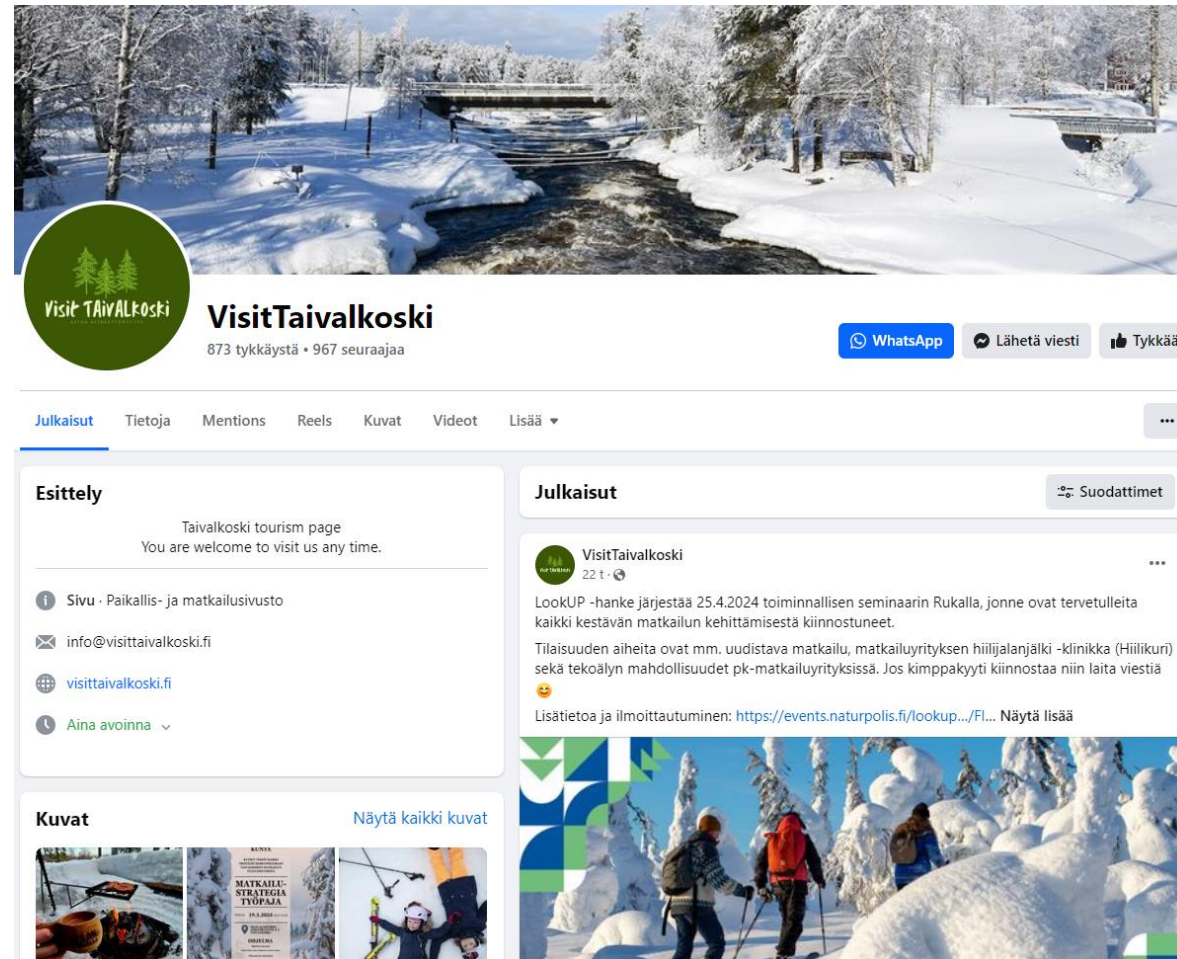 Visit TAivALkoski
VisitTaivalkoski
873 tykkäystä • 967 seuraajaa
WhatsApp
Lähetä viesti
Tykkää
Julkaisut
Tietoja
Mentions
Reels
Kuvat
Videot
Lisää
Esittely
Taivalkoski tourism page
You are welcome to visit us any time.
Sivu · Paikallis- ja matkailusivusto
info@visittaivalkoski.fi
visittaivalkoski.fi
Aina avoinna
Kuvat
Näytä kaikki kuvat
KUNTA
MATKAILU-
STRATEGIA
TYÖPAJA
19.3.2024
OHJELMA
Julkaisut
Suodattimet
VisitTaivalkoski
22 t ·
LookUP -hanke järjestää 25.4.2024 toiminnallisen seminaarin Rukalla, jonne ovat tervetulleita
kaikki kestävän matkailun kehittämisestä kiinnostuneet.
Tilaisuuden aiheita ovat mm. uudistava matkailu, matkailuyrityksen hiilijalanjälki -klinikka (Hiilikuri)
sekä tekoälyn mahdollisuudet pk-matkailuyrityksissä. Jos kimppakyyti kiinnostaa niin laita viestiä
Lisätietoa ja ilmoittautuminen: https://events.naturpolis.fi/lookup.../Fl... Näytä lisää